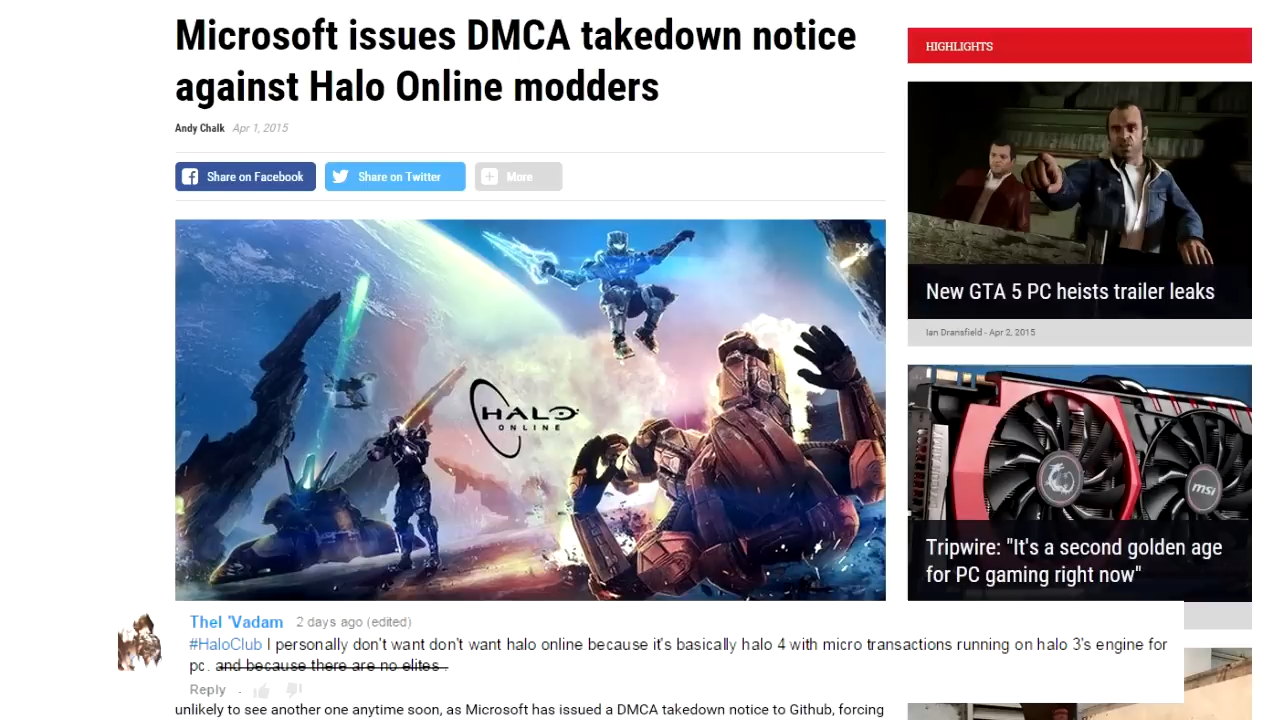 Microsoft issues DMCA takedown notice
against Halo Online modders
Andy Chalk Apr 1, 2015
Share on Facebook
Share on Twitter
More
HALO
ONLINE
Thel 'Vadam 2 days ago (edited)
#HaloClub I personally don't want don't want halo online because it's basically halo 4 with micro transactions running on halo 3's engine for
pc. and because there are no elites .
Reply
unlikely to see another one anytime soon, as Microsoft has issued a DMCA takedown notice to Github, forcing
HIGHLIGHTS
New GTA 5 PC heists trailer leaks
Ian Dransfield - Apr 2, 2015
msi
Tripwire: "It's a second golden age
for PC gaming right now"